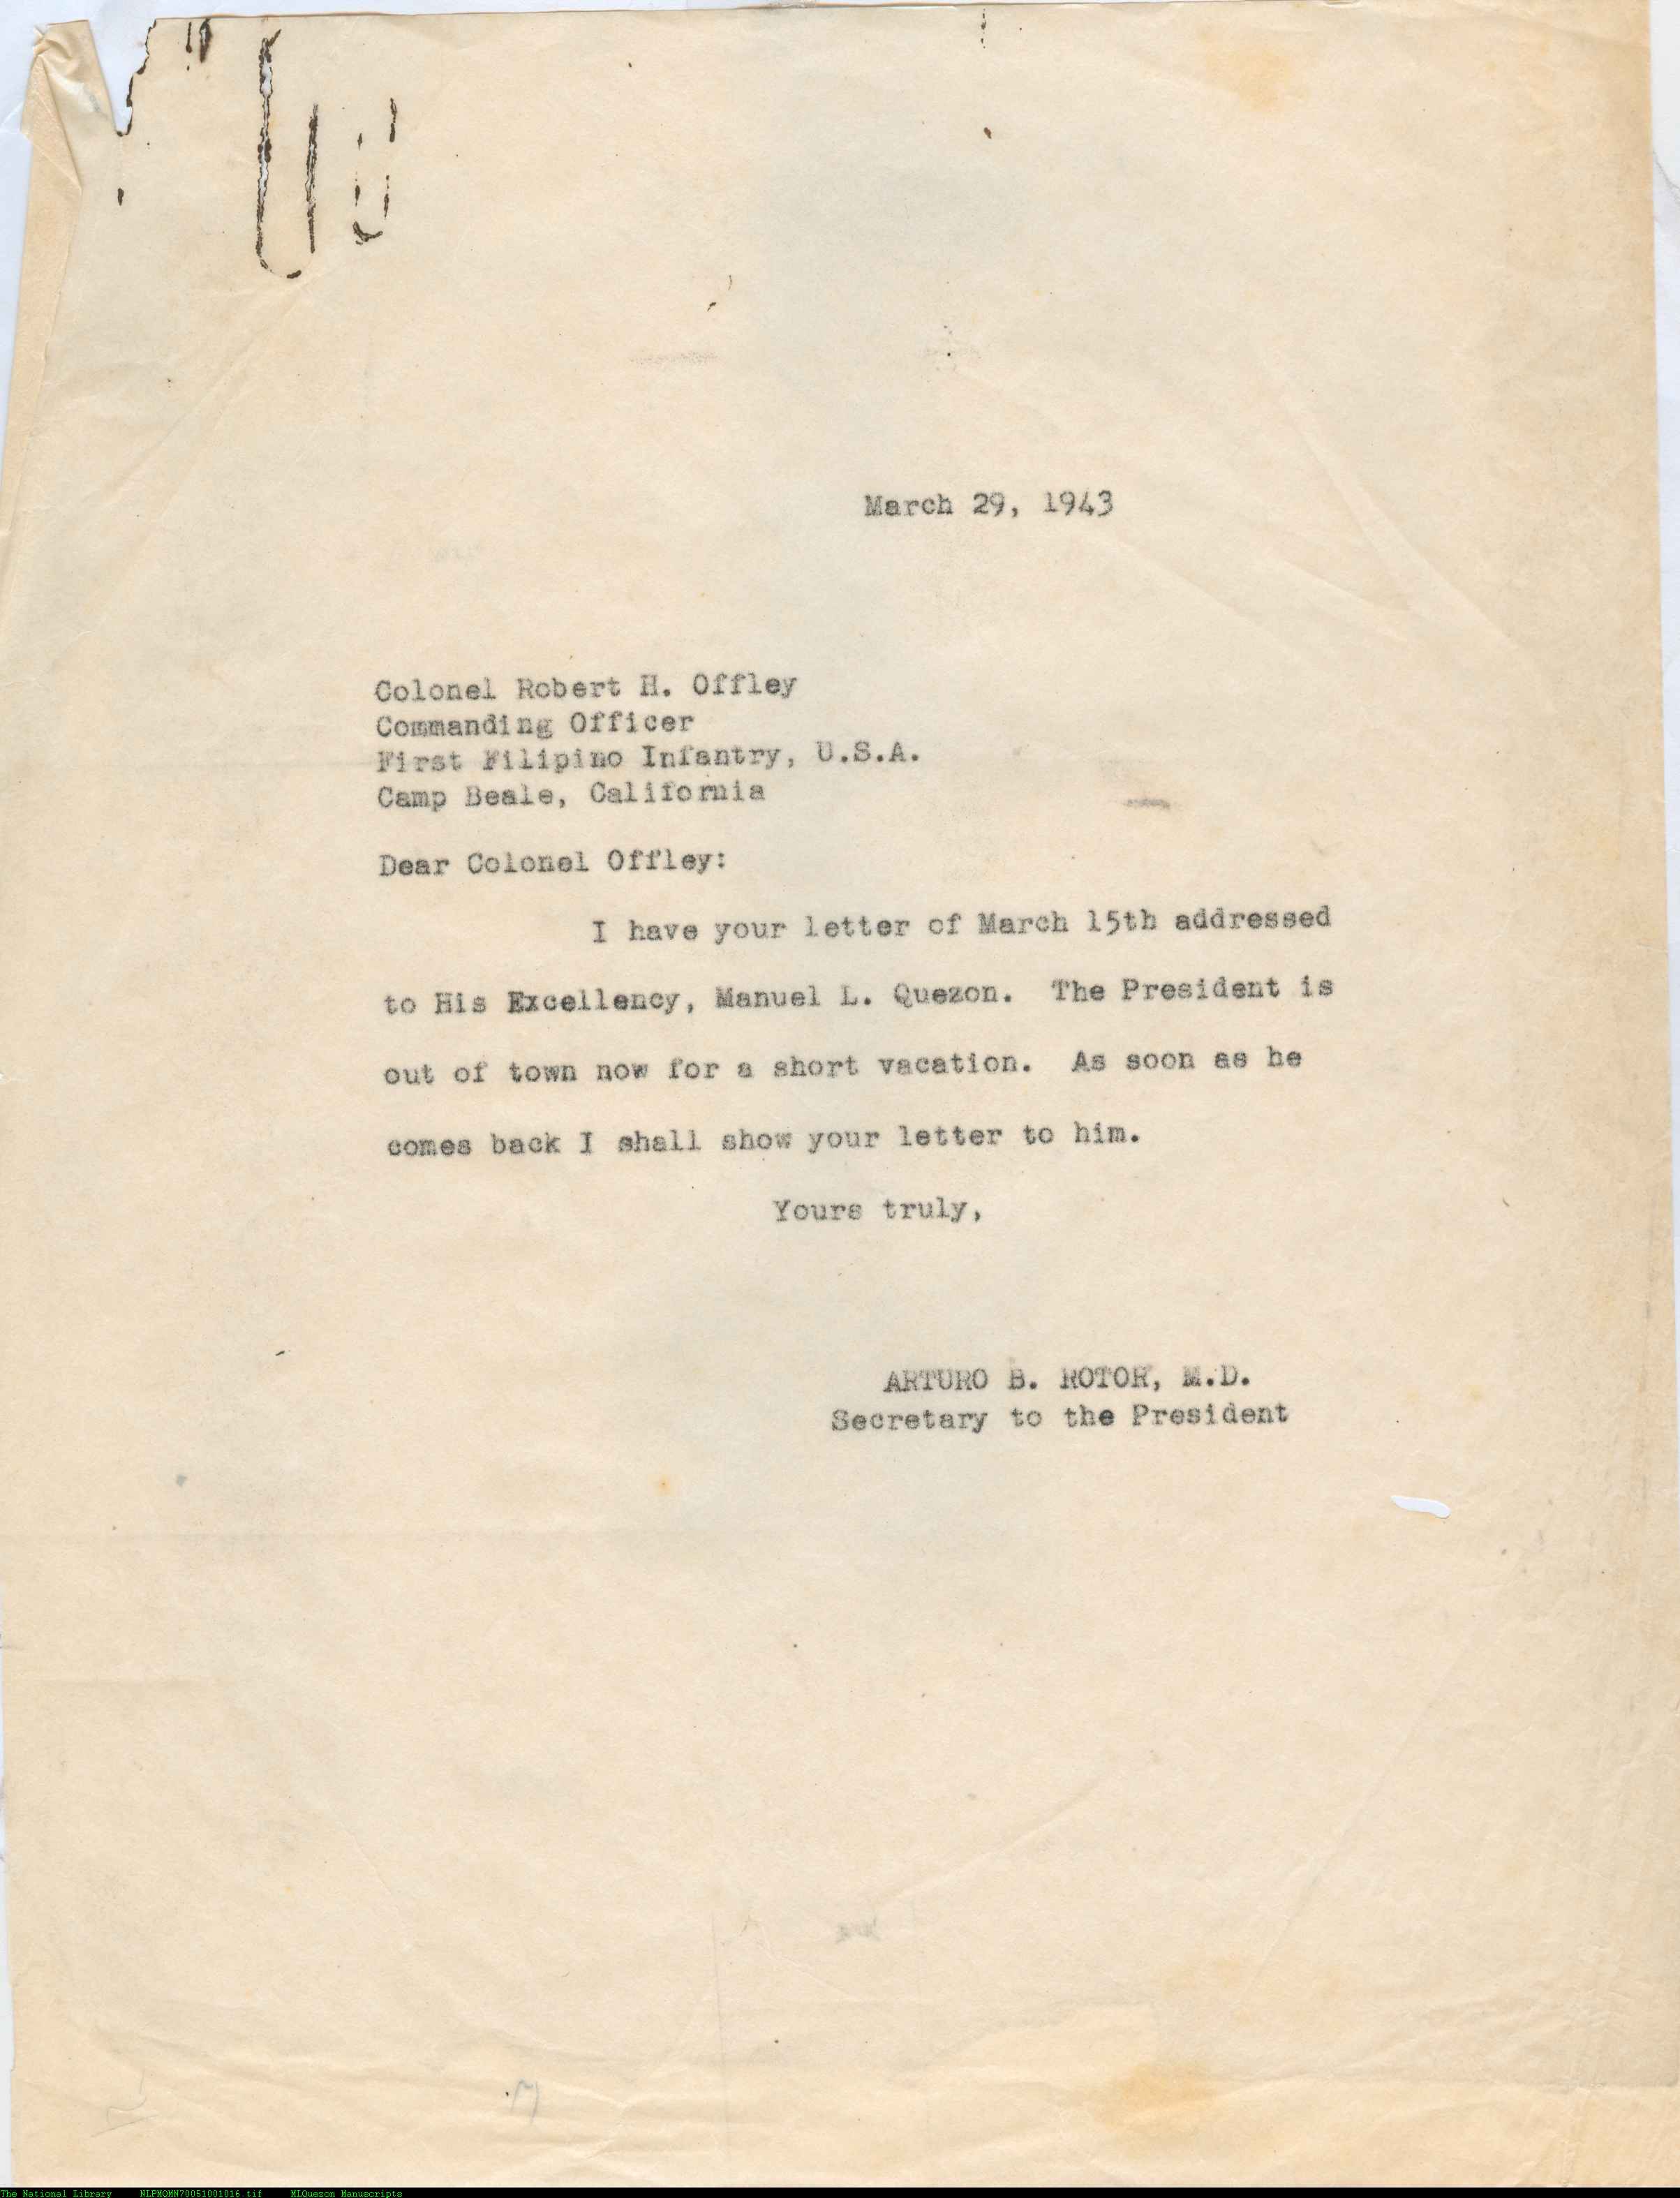 March 29, 1943
Colonel Robert H. Offley
Commanding Officer
First Filipino Infantry, U.S.A.
Camp Beale, California
Dear Colonel Offley:
I have your letter of March 15th addressed
to His Excellency, Manuel L. Quezon. The President is
out of town now for a short vacation. As soon as he
comes back I shall show your letter to him.
Yours truly,
ARTURO B. ROTOR, M.D.
Secretary to the President
The National Library NLPMQMN70051001016.tif MLQuezon Manuscripts